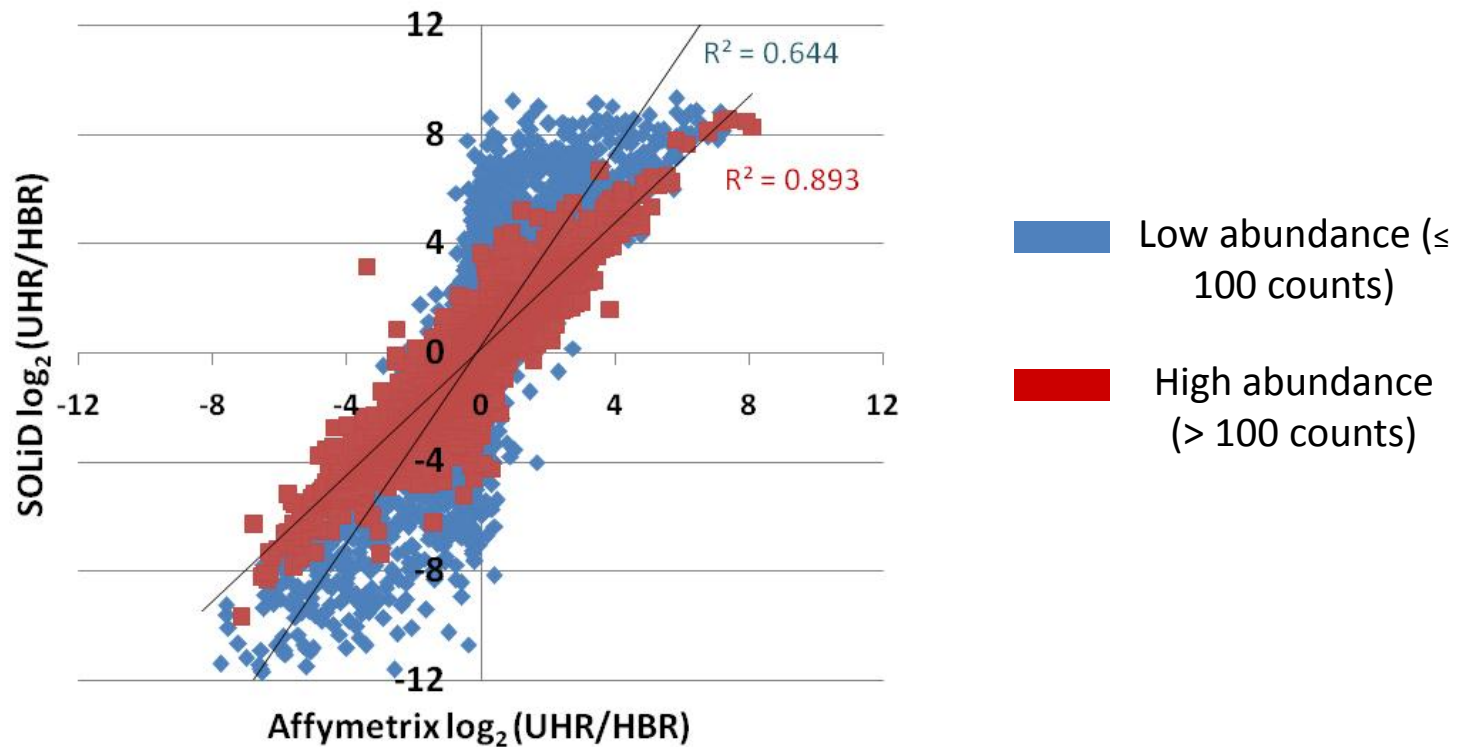 12
R² = 0.644
8
R² = 0.893
4
0
-12 -8 -4 0 4 8 12
-4
-8
-12
SOLiD log₂ (UHR/HBR)
Affymetrix log₂ (UHR/HBR)
Low abundance (≤
100 counts)
High abundance
(> 100 counts)